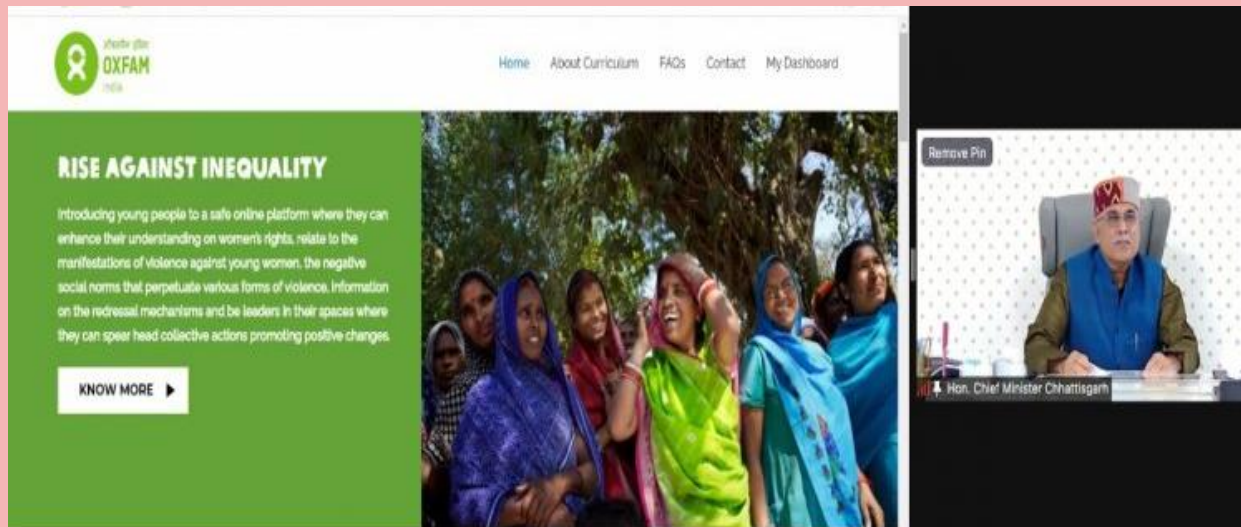 OXFAM
India
Home About Curriculum FAQs Contact My Dashboard
RISE AGAINST INEQUALITY
Introducing young people to a safe online platform where they can
enhance their understanding on women's rights, relate to the
manifestations of violence against young women, the negative
social norms that perpetuate various forms of violence. Information
on the redressal mechanisms and be leaders in their spaces where
they can spear head collective actions promoting positive changes.
KNOW MORE
Remove Pin
Hon. Chief Minister Chhattisgarh